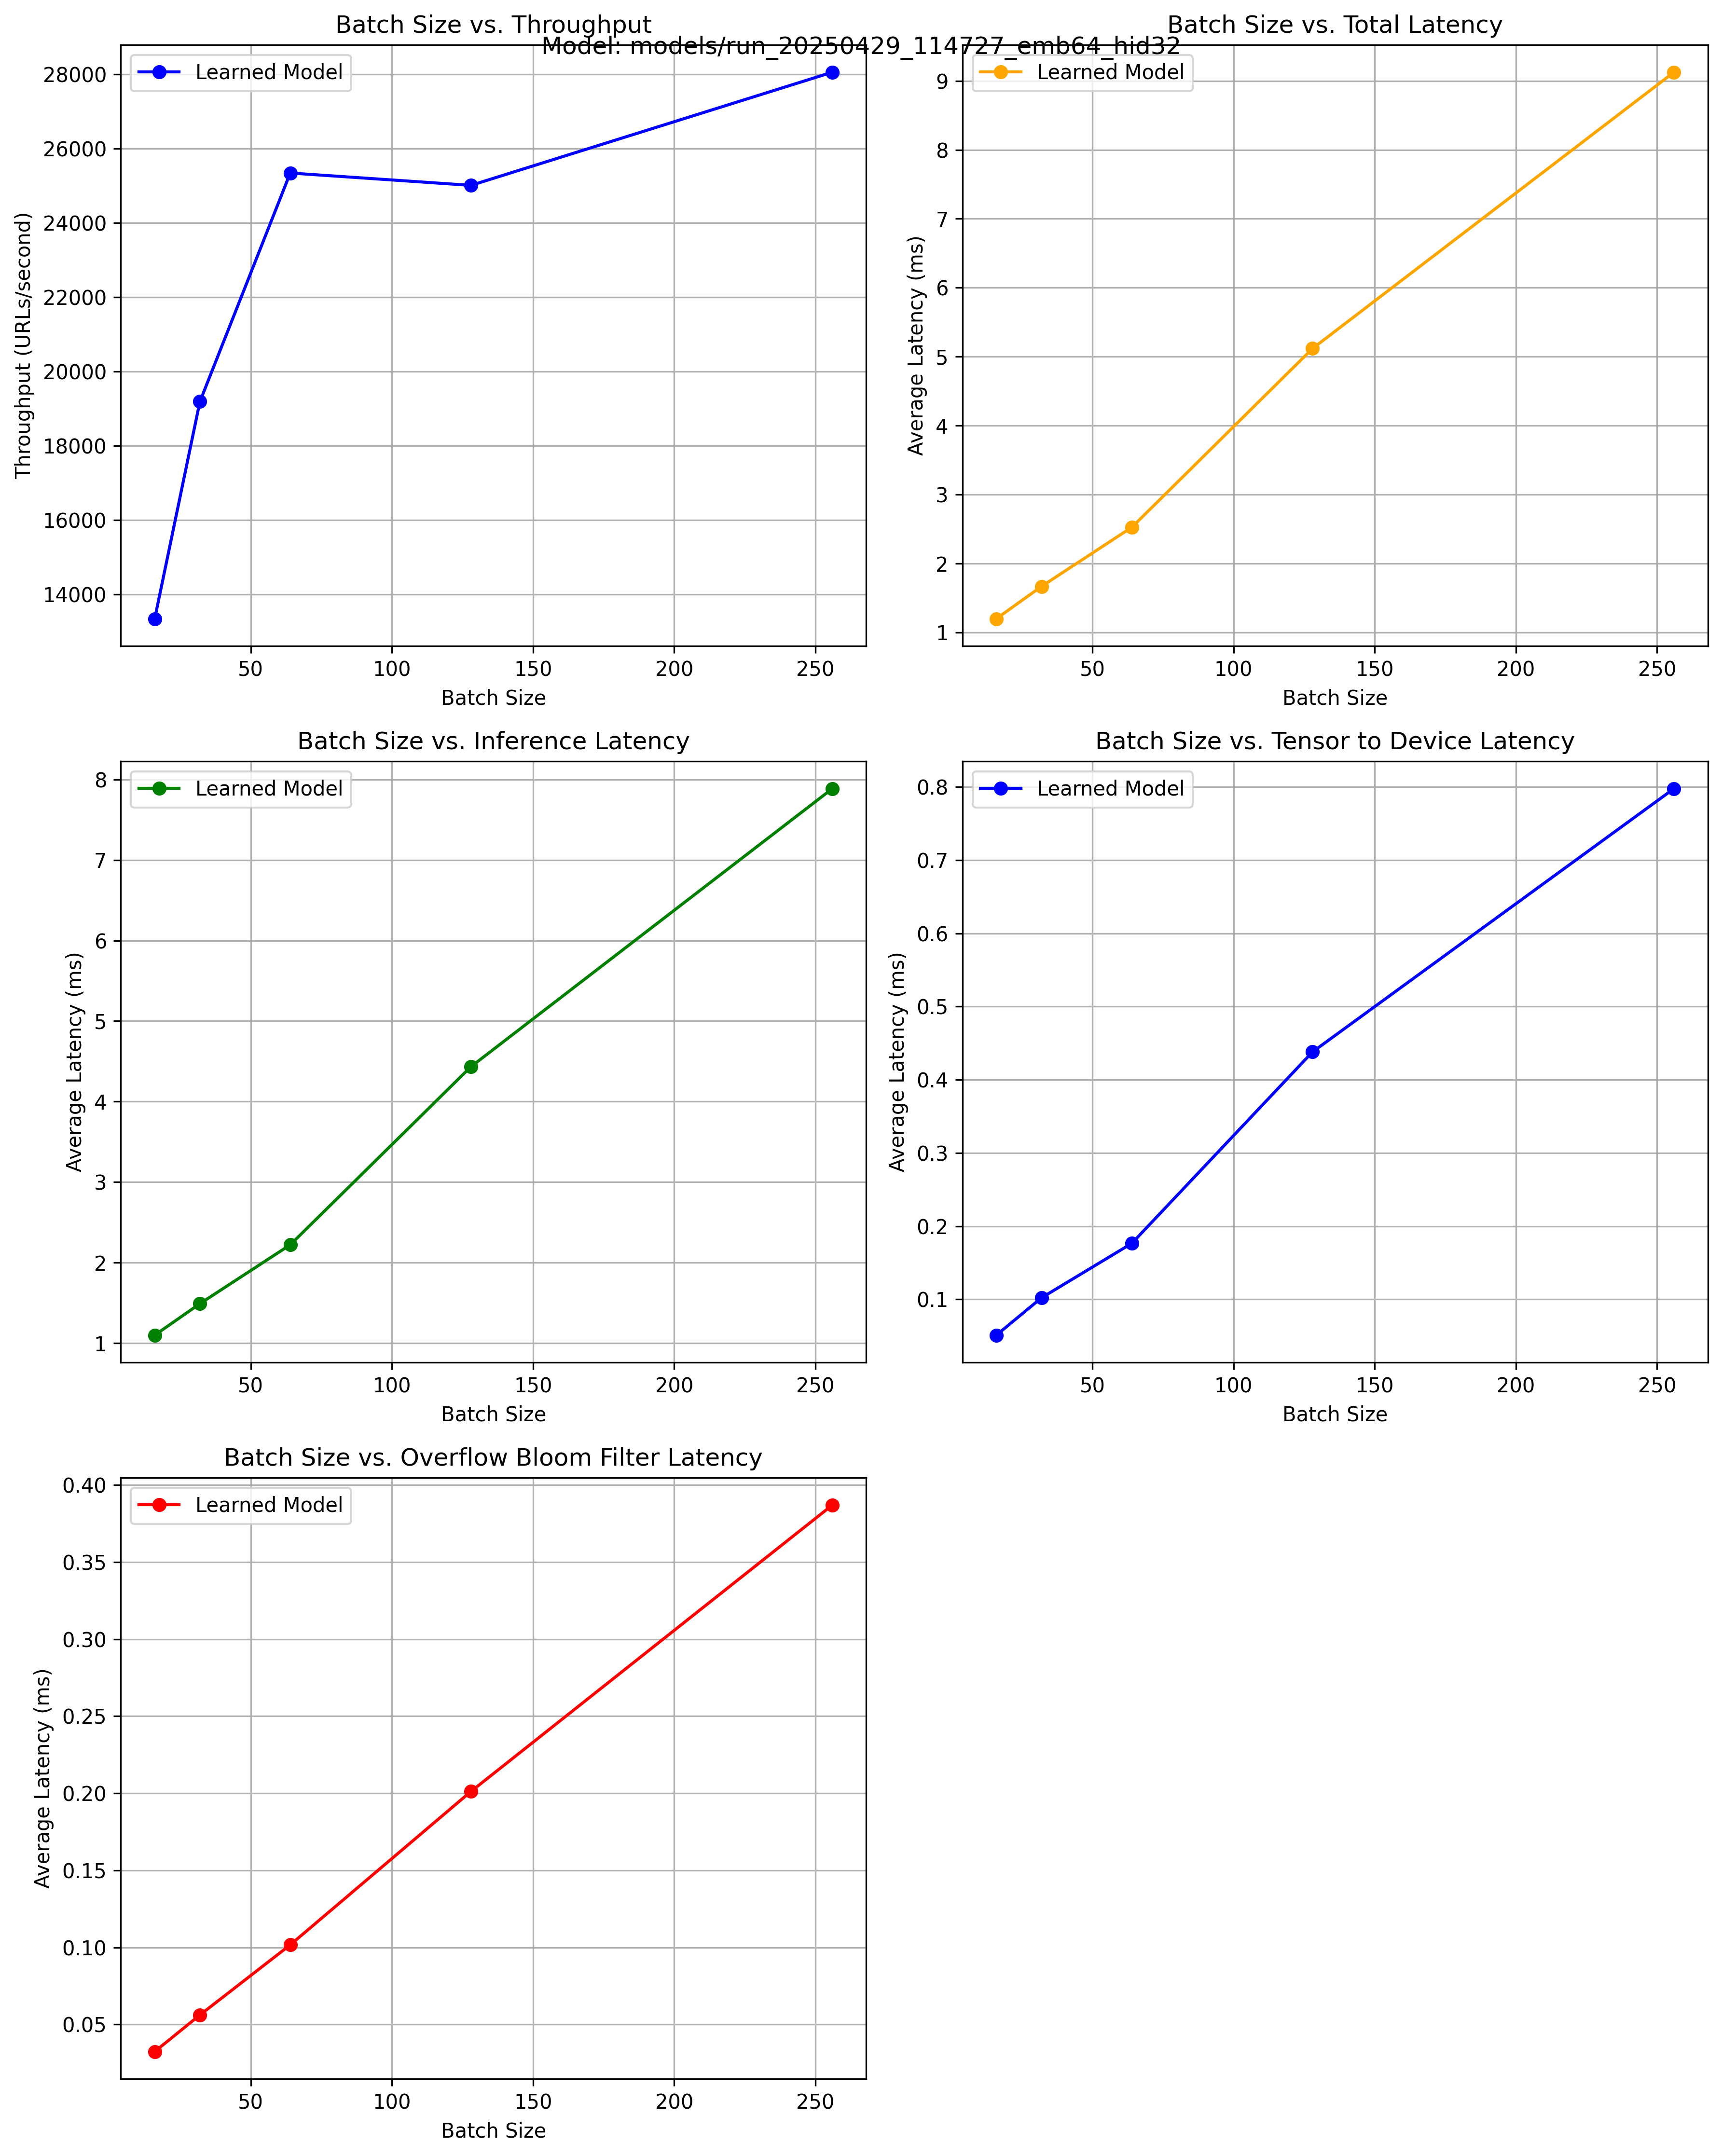 Model: models/run_20250429_114727_emb64_hid32
Batch Size vs. Throughput
Learned Model
Throughput (URLs/second)
28000
26000
24000
22000
20000
18000
16000
14000
50 100 150 200 250
Batch Size
Batch Size vs. Total Latency
Learned Model
Average Latency (ms)
9
8
7
6
5
4
3
2
1
50 100 150 200 250
Batch Size
Batch Size vs. Inference Latency
Learned Model
Average Latency (ms)
8
7
6
5
4
3
2
1
50 100 150 200 250
Batch Size
Batch Size vs. Tensor to Device Latency
Learned Model
Average Latency (ms)
0.8
0.7
0.6
0.5
0.4
0.3
0.2
0.1
50 100 150 200 250
Batch Size
Batch Size vs. Overflow Bloom Filter Latency
Learned Model
Average Latency (ms)
0.40
0.35
0.30
0.25
0.20
0.15
0.10
0.05
50 100 150 200 250
Batch Size